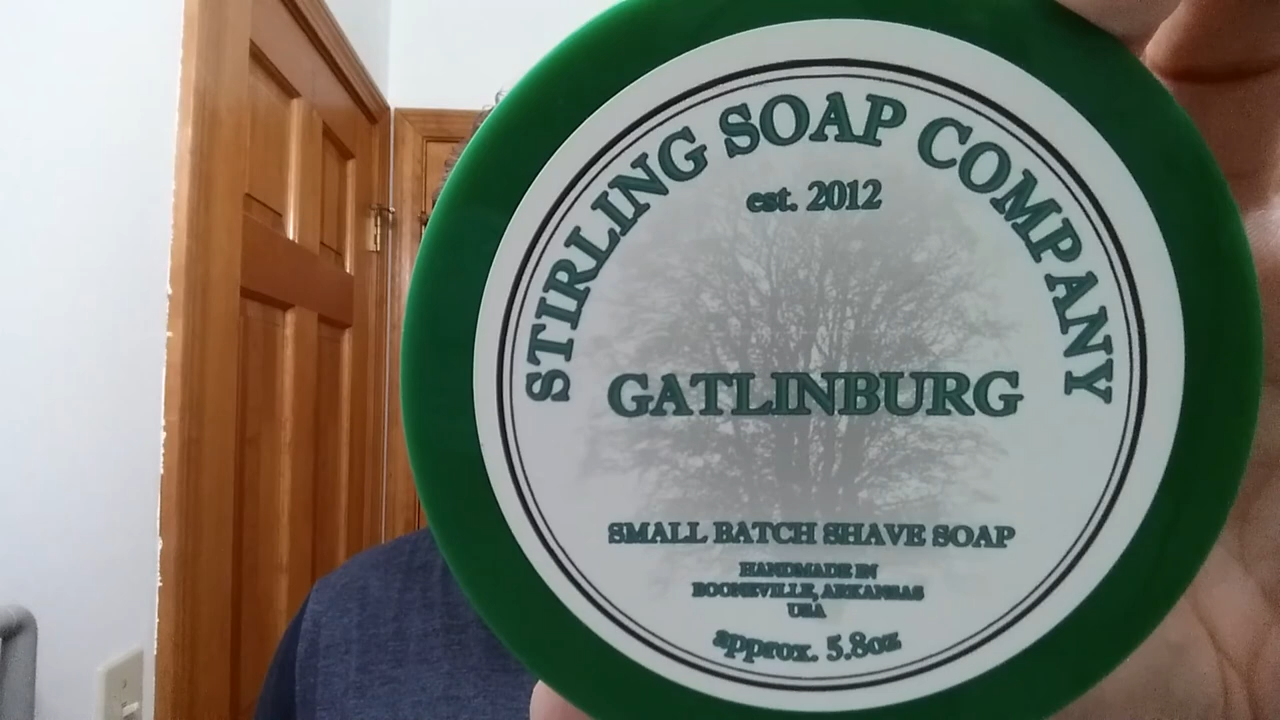 STIRLING SOAP COMPANY
est. 2012
GATLINBURG
SMALL BATCH SHAVE SOAP
HANDMADE IN
BOONEVILLE, ARKANSAS
USA
approx. 5.8oz